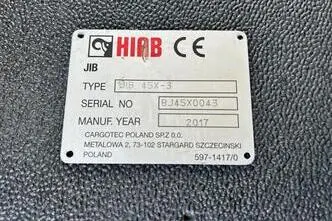 HIAB CE
JIB
TYPE JIB 45X-3
SERIAL NO BJ45X0043
MANUF. YEAR 2017
CARGOTEC POLAND SP.Z O.O.
METALOWA 2, 73-102 STARGARD SZCZECINSKI
POLAND 597-1417/0